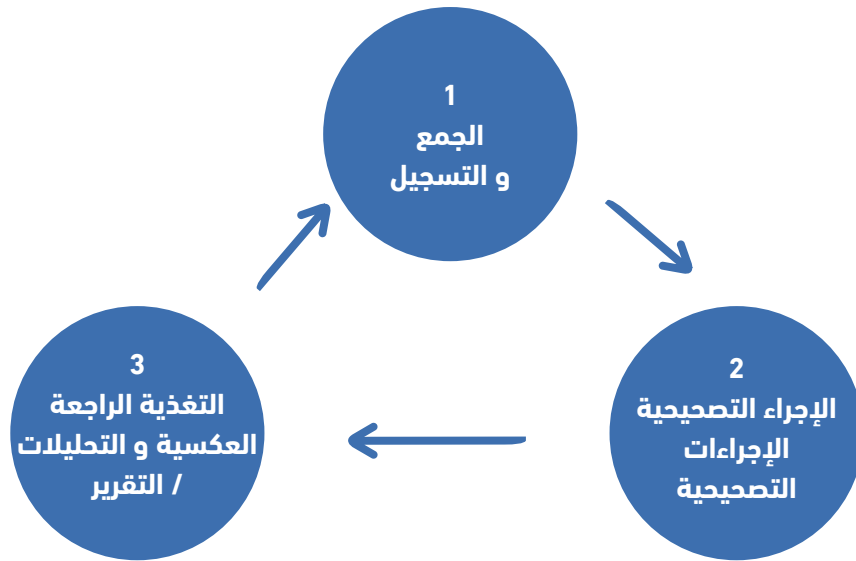 1
الجمع
و التسجيل
2
الإجراء التصحيحية
الإجراءات
التصحيحية
3
التغذية الراجعة
العكسية و التحليلات
/ التقرير